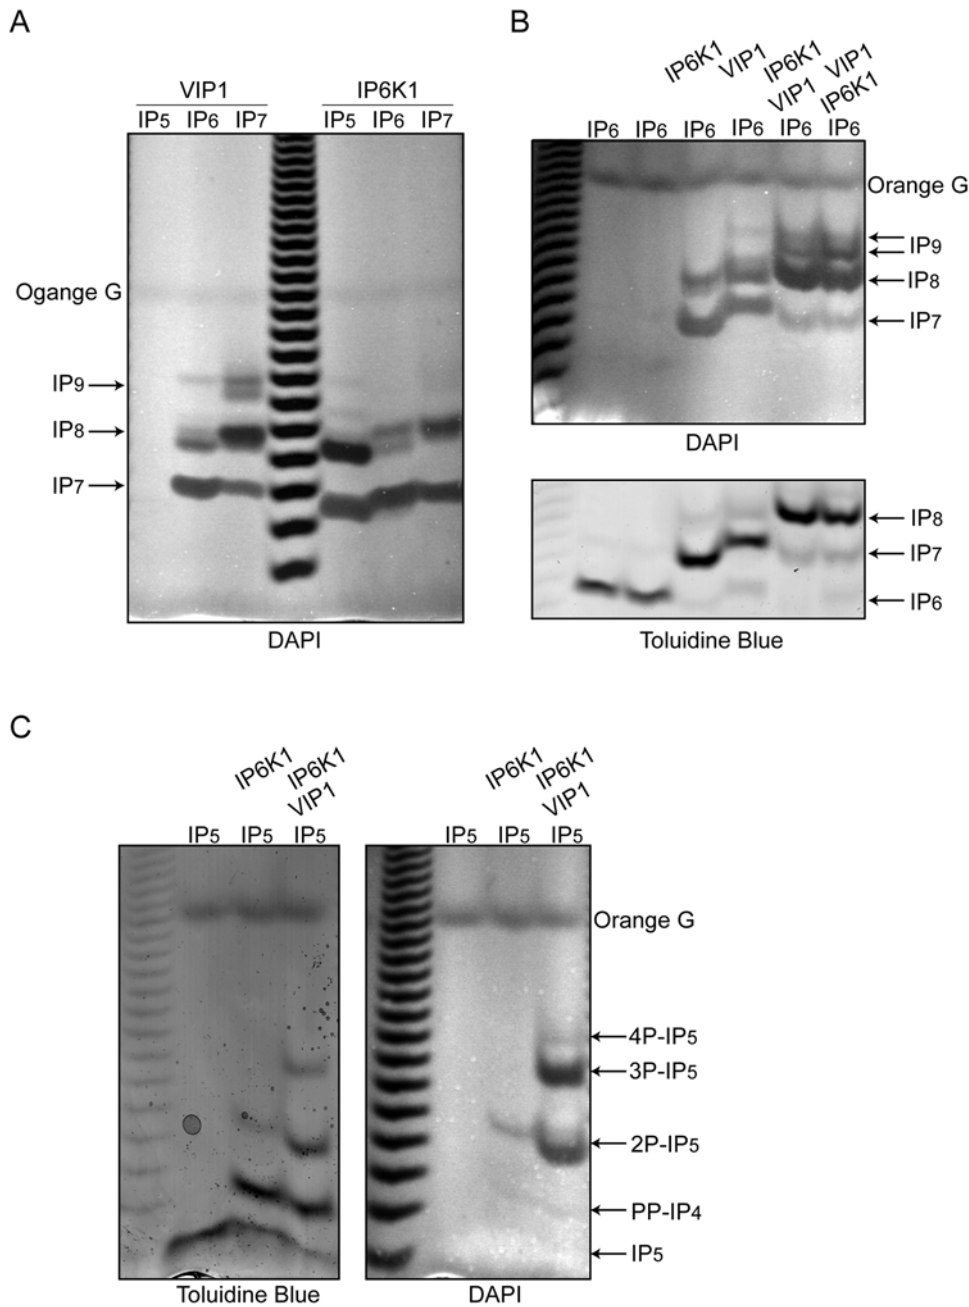 A
VIP1 IP6K1
IP5 IP6 IP7 IP5 IP6 IP7
Ogange G
IP9
IP8
IP7
DAPI
B
IP6K1 VIP1 IP6K1 VIP1
VIP1 IP6K1
IP6 IP6 IP6 IP6 IP6 IP6
Orange G
IP9
IP8
IP7
DAPI
IP8
IP7
IP6
Toluidine Blue
C
IP6K1 IP6K1
VIP1
IP5 IP5 IP5
Toluidine Blue
IP6K1 IP6K1
VIP1
IP5 IP5 IP5
Orange G
4P-IP5
3P-IP5
2P-IP5
PP-IP4
IP5
DAPI